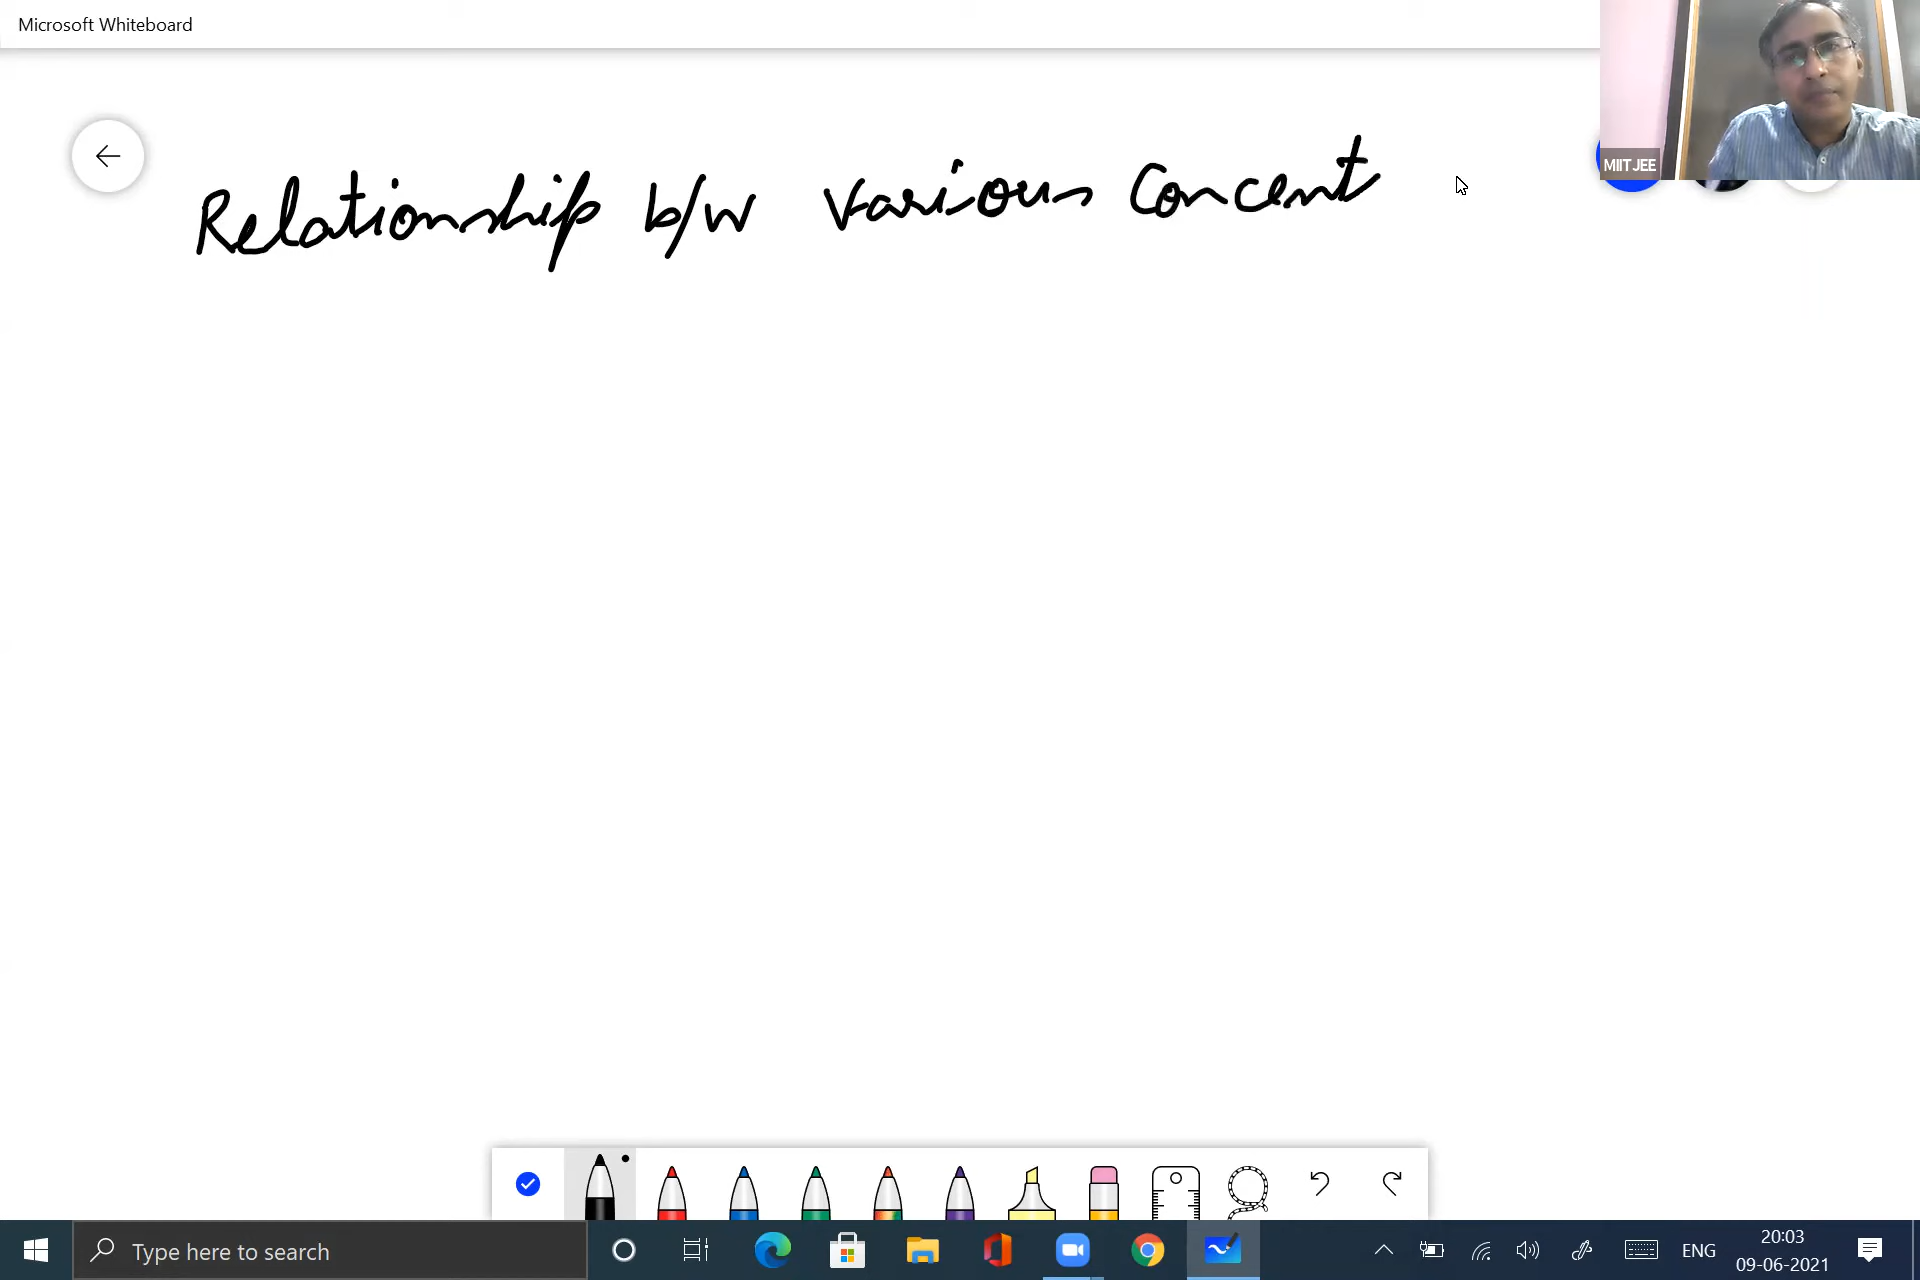 Microsoft Whiteboard
MIIT JEE
Relationship b/w various concent
Type here to search
ENG
20:03
09-06-2021